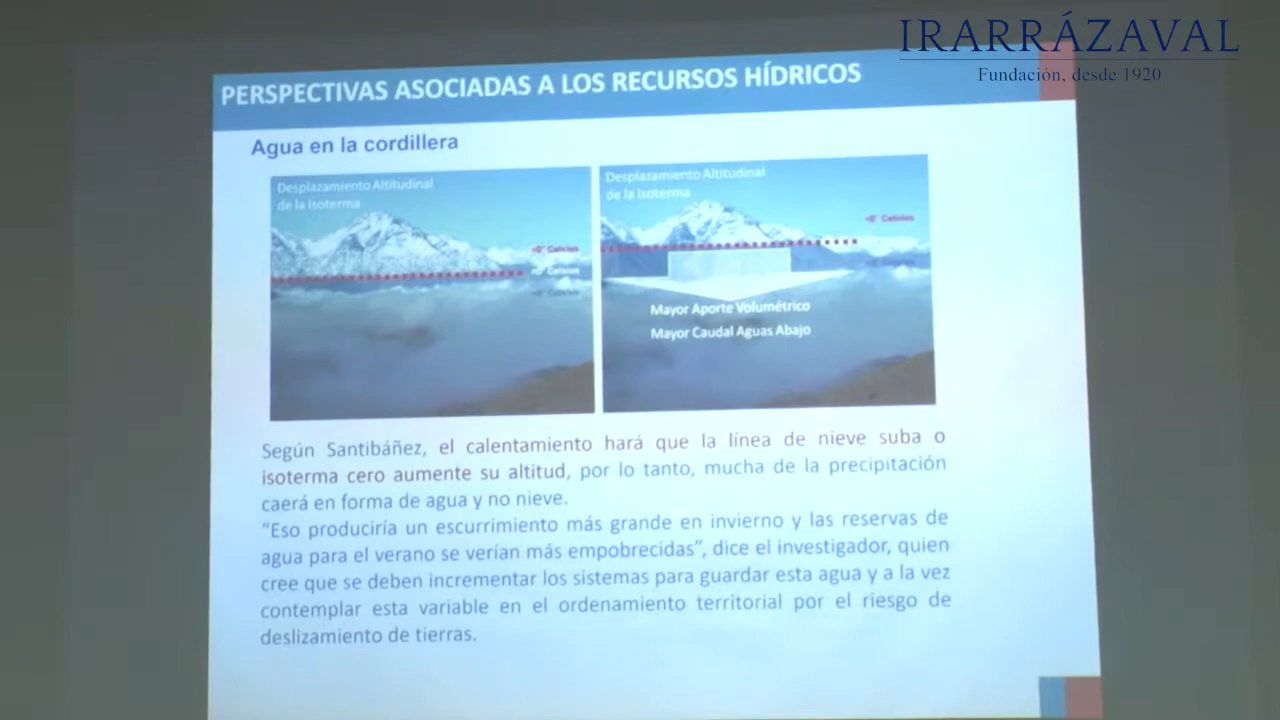 IRARRÁZAVAL
Fundación, desde 1920
PERSPECTIVAS ASOCIADAS A LOS RECURSOS HÍDRICOS
Agua en la cordillera
Desplazamiento Altitudinal
de la Isoterma
Celsius
Celsius
Celsius
Desplazamiento Altitudinal
de la Isoterma
Celsius
Mayor Aporte Volumétrico
Mayor Caudal Aguas Abajo
Según Santibáñez, el calentamiento hará que la línea de nieve suba o
isoterma cero aumente su altitud, por lo tanto, mucha de la precipitación
caerá en forma de agua y no nieve.
“Eso produciría un escurrimiento más grande en invierno y las reservas de
agua para el verano se verían más empobrecidas”, dice el investigador, quien
cree que se deben incrementar los sistemas para guardar esta agua y a la vez
contemplar esta variable en el ordenamiento territorial por el riesgo de
deslizamiento de tierras.